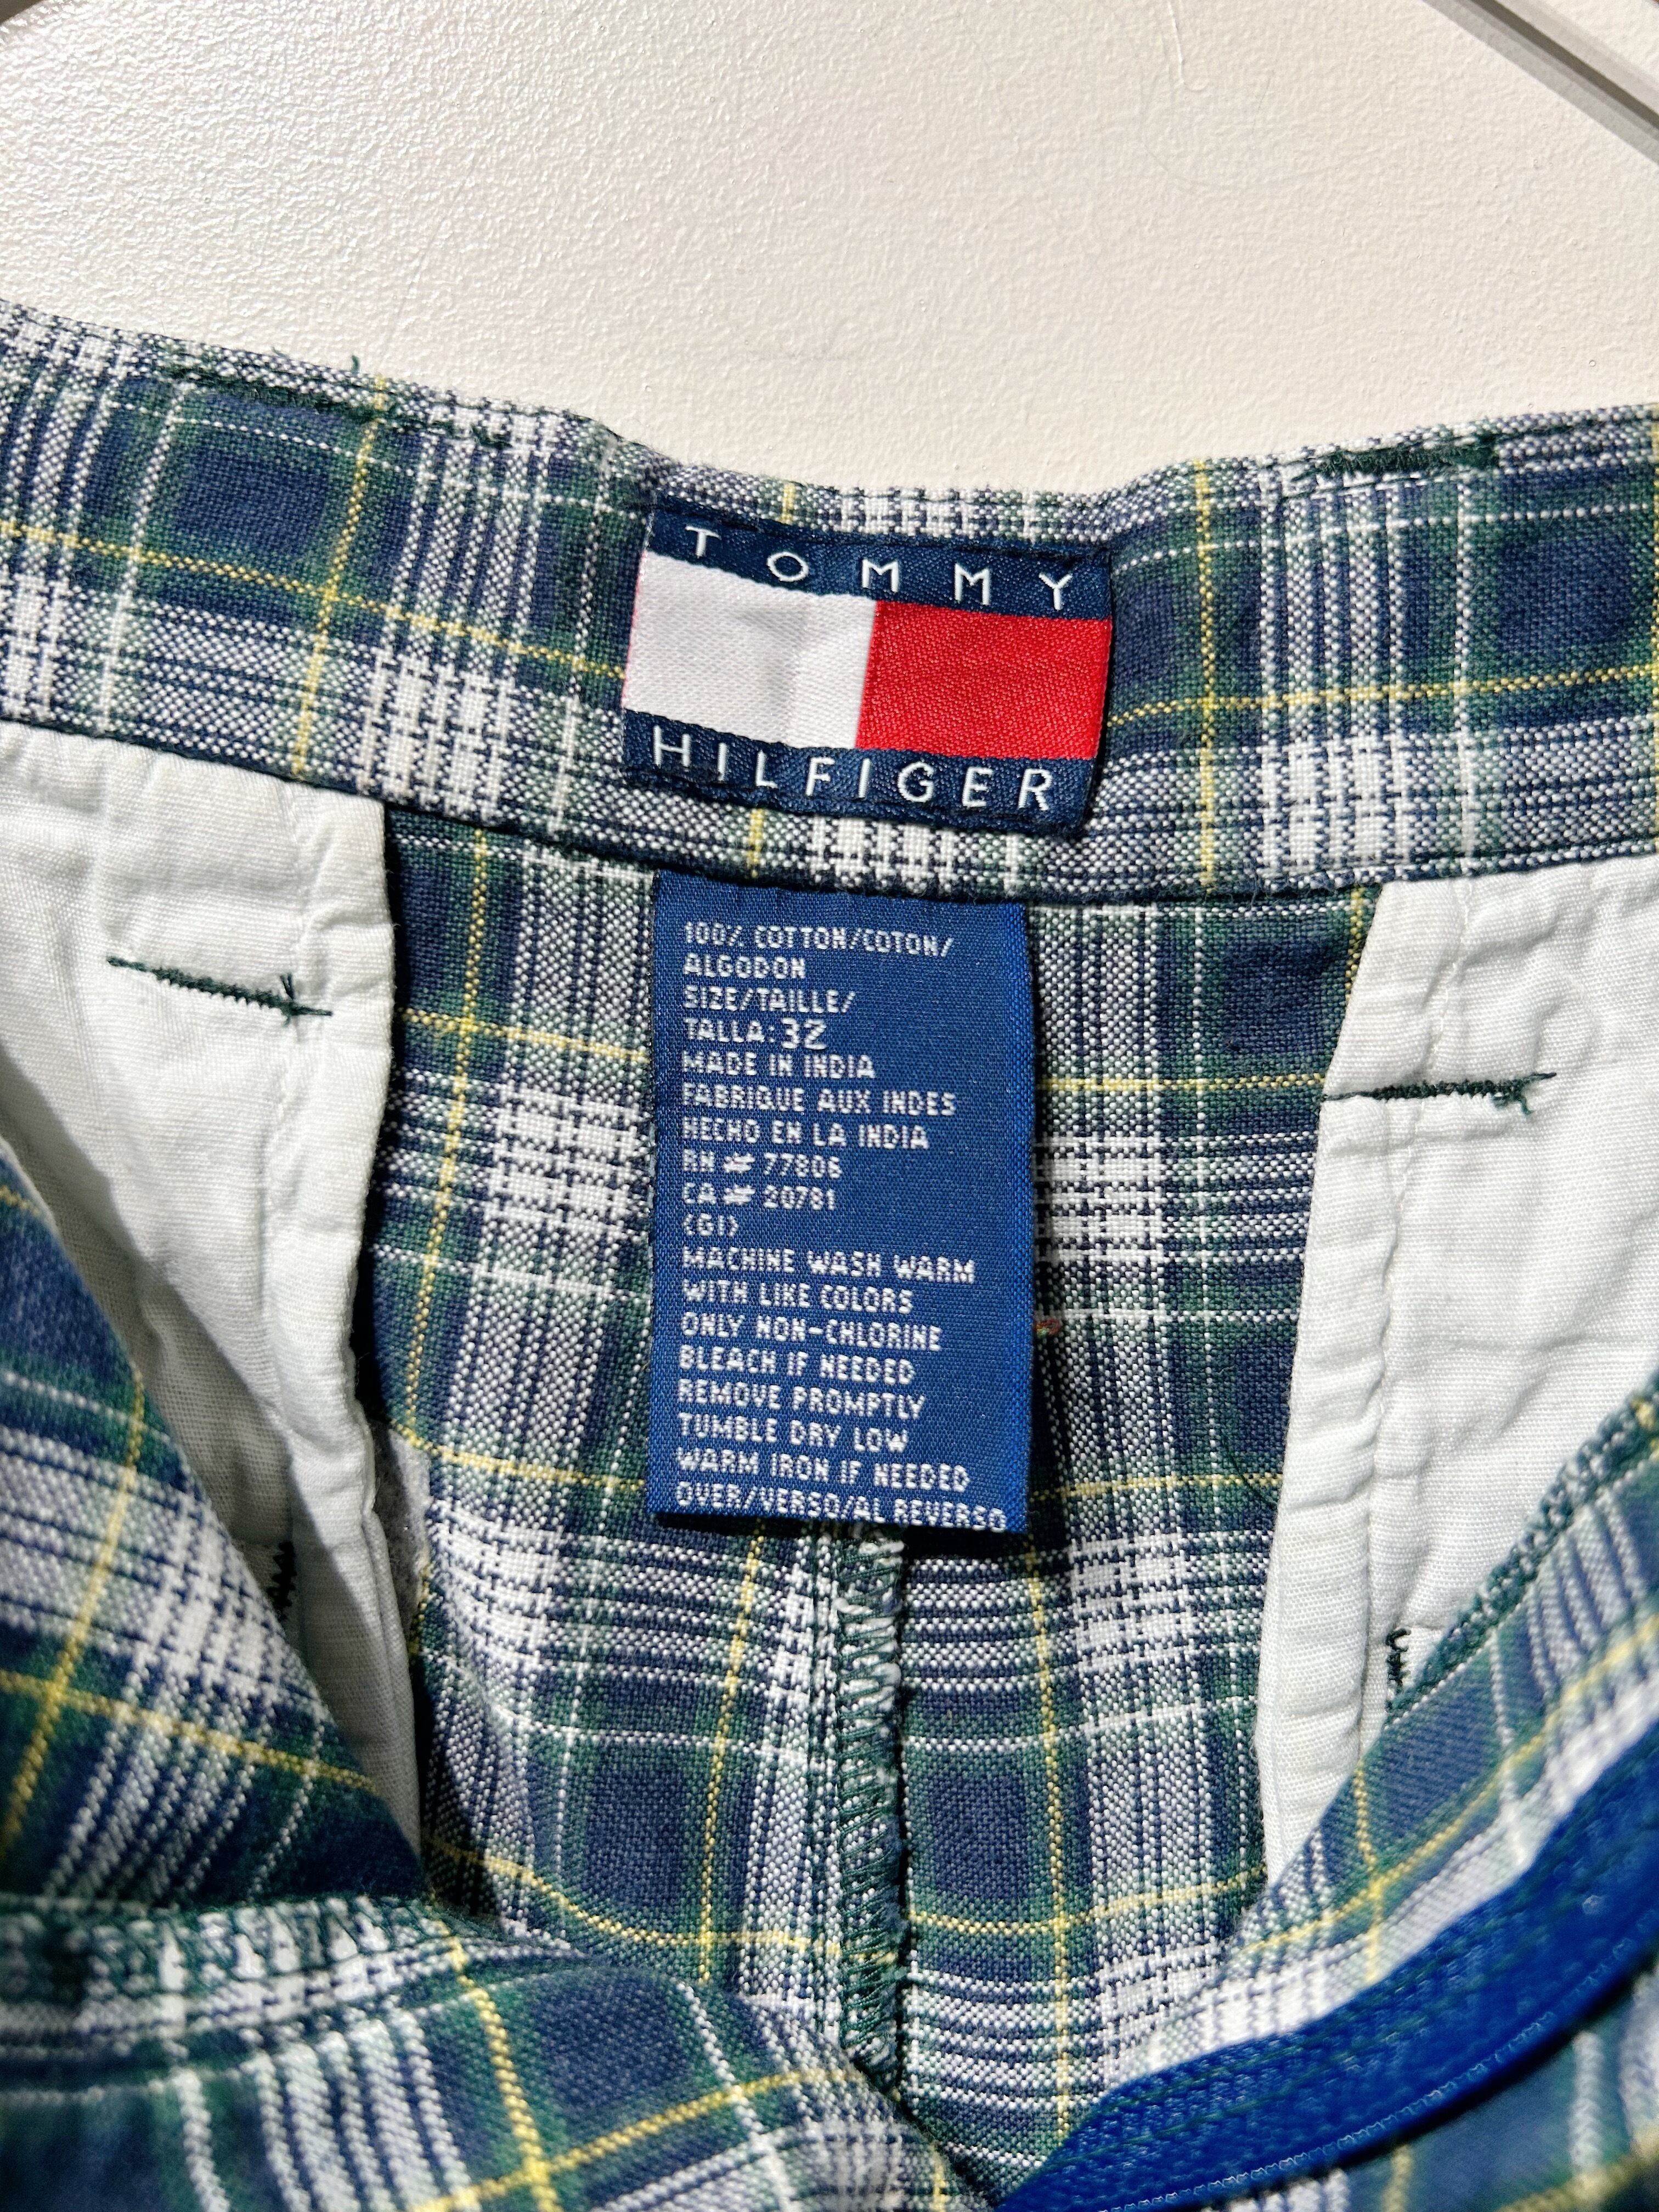 TOMMY
HILFIGER
100% COTTON/COTON/
ALGODON
SIZE/TAILLE/
TALLA: 32
MADE IN INDIA
FABRIQUE AUX INDES
HECHO EN LA INDIA
RN # 77806
CA # 20781
(GI)
MACHINE WASH WARM
WITH LIKE COLORS
ONLY NON-CHLORINE
BLEACH IF NEEDED
REMOVE PROMPTLY
TUMBLE DRY LOW
WARM IRON IF NEEDED
OVER/VERSO/AL REVERSO